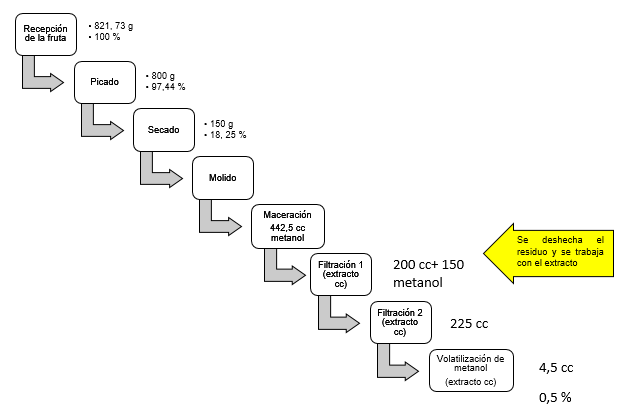 Recepción
de la fruta
• 821, 73 g
• 100 %
Picado
• 800 g
• 97,44 %
Secado
• 150 g
• 18, 25 %
Molido
Maceración
442,5 cc
metanol
Filtración 1
(extracto
cc)
200 cc+ 150
metanol
Se deshecha el
residuo y se trabaja
con el extracto
Filtración 2
(extracto
cc)
225 cc
Volatilización de
metanol
(extracto cc)
4,5 cc
0,5 %